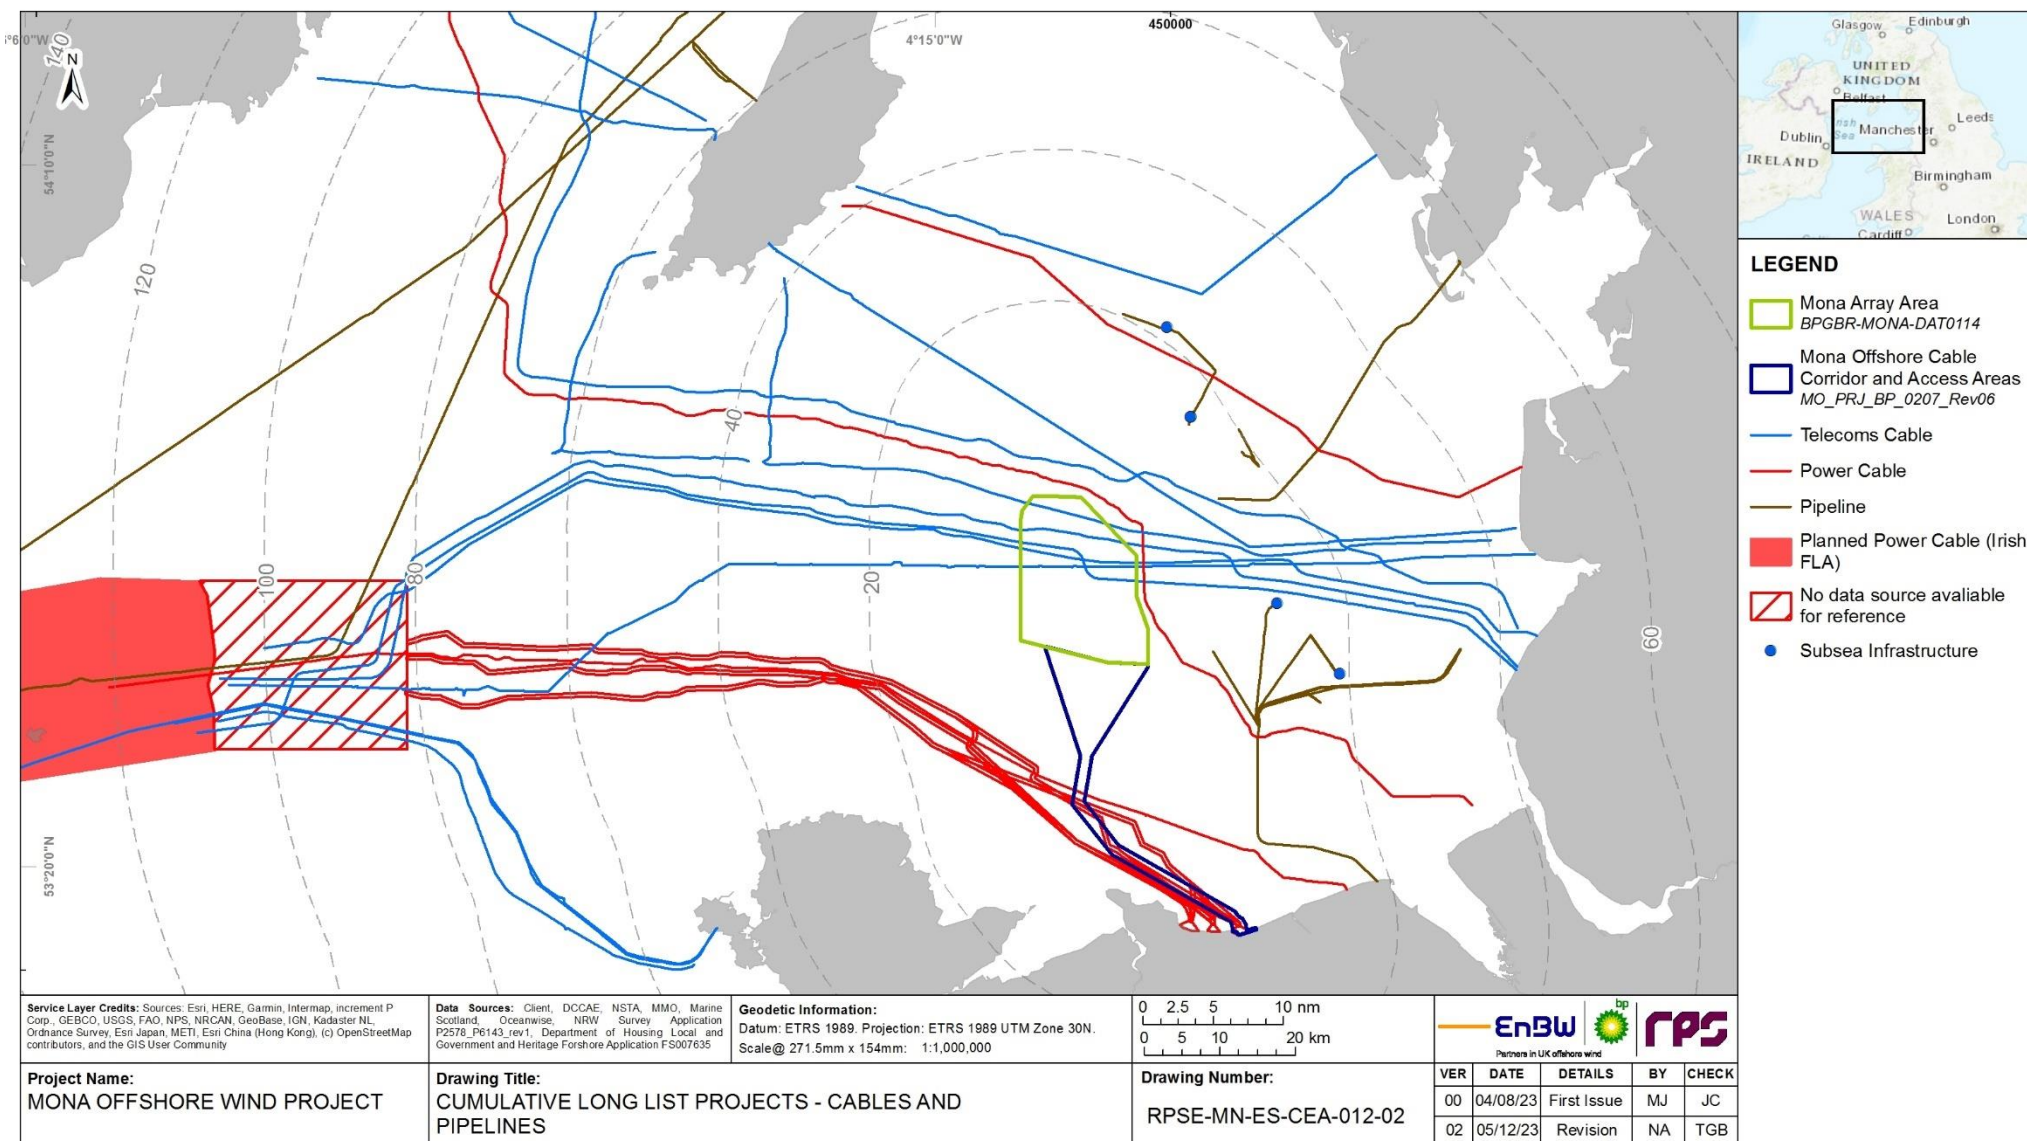 5°6'0"W
4°15'0"W
450000
N
140
54°10'0"N
120
100
80
40
20
60
53°20'0"N
Glasgow
Edinburgh
UNITED
KINGDOM
Belfast
Irish
Sea
Manchester
Leeds
Dublin
IRELAND
Birmingham
WALES
London
Cardiff
LEGEND
Mona Array Area
BPGBR-MONA-DAT0114
Mona Offshore Cable
Corridor and Access Areas
MO_PRJ_BP_0207_Rev06
Telecoms Cable
Power Cable
Pipeline
Planned Power Cable (Irish
FLA)
No data source avaliable
for reference
Subsea Infrastructure
Service Layer Credits: Sources: Esri, HERE, Garmin, Intermap, increment P
Corp., GEBCO, USGS, FAO, NPS, NRCAN, GeoBase, IGN, Kadaster NL,
Ordnance Survey, Esri Japan, METI, Esri China (Hong Kong), (c) OpenStreetMap
contributors, and the GIS User Community
Data Sources: Client, DCCAE, NSTA, MMO, Marine
Scotland, Oceanwise, NRW Survey Application
P2578_P6143_rev1, Department of Housing Local and
Government and Heritage Forshore Application FS007635
Geodetic Information:
Datum: ETRS 1989. Projection: ETRS 1989 UTM Zone 30N.
Scale@ 271.5mm x 154mm: 1:1,000,000
0 2.5 5 10 nm
0 5 10 20 km
EnBW
bp
rps
Partners in UK offshore wind
Project Name:
MONA OFFSHORE WIND PROJECT
Drawing Title:
CUMULATIVE LONG LIST PROJECTS - CABLES AND
PIPELINES
Drawing Number:
RPSE-MN-ES-CEA-012-02
VER DATE DETAILS BY CHECK
00 04/08/23 First Issue MJ JC
02 05/12/23 Revision NA TGB